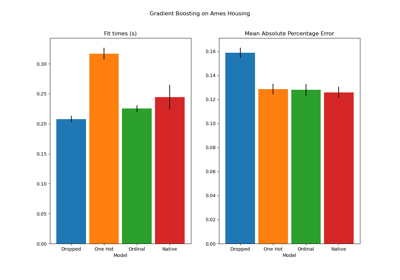 Gradient Boosting on Ames Housing
Fit times (s)
0.30
0.25
0.20
0.15
0.10
0.05
0.00
Dropped One Hot Ordinal Native
Model
Mean Absolute Percentage Error
0.16
0.14
0.12
0.10
0.08
0.06
0.04
0.02
0.00
Dropped One Hot Ordinal Native
Model